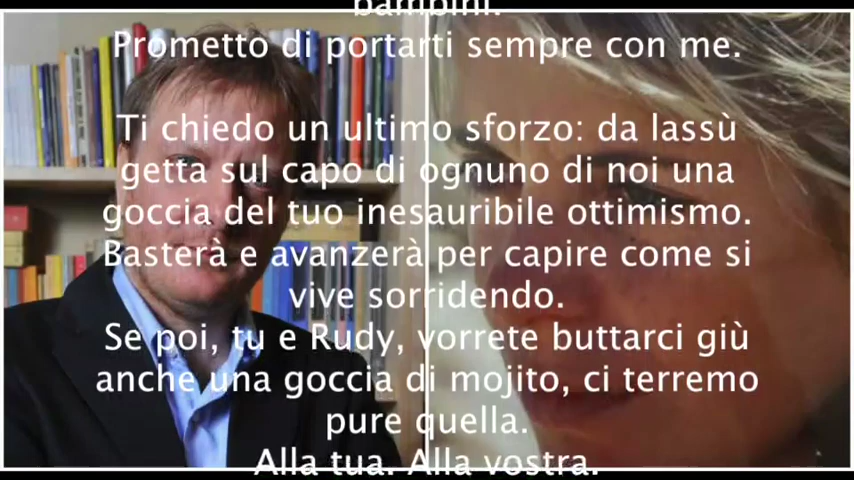 bambini.
Prometto di portarti sempre con me.
Ti chiedo un ultimo sforzo: da lassù
getta sul capo di ognuno di noi una
goccia del tuo inesauribile ottimismo.
Basterà e avanzerà per capire come si
vive sorridendo.
Se poi, tu e Rudy, vorrete buttarci giù
anche una goccia di mojito, ci terremo
pure quella.
Alla tua. Alla vostra.